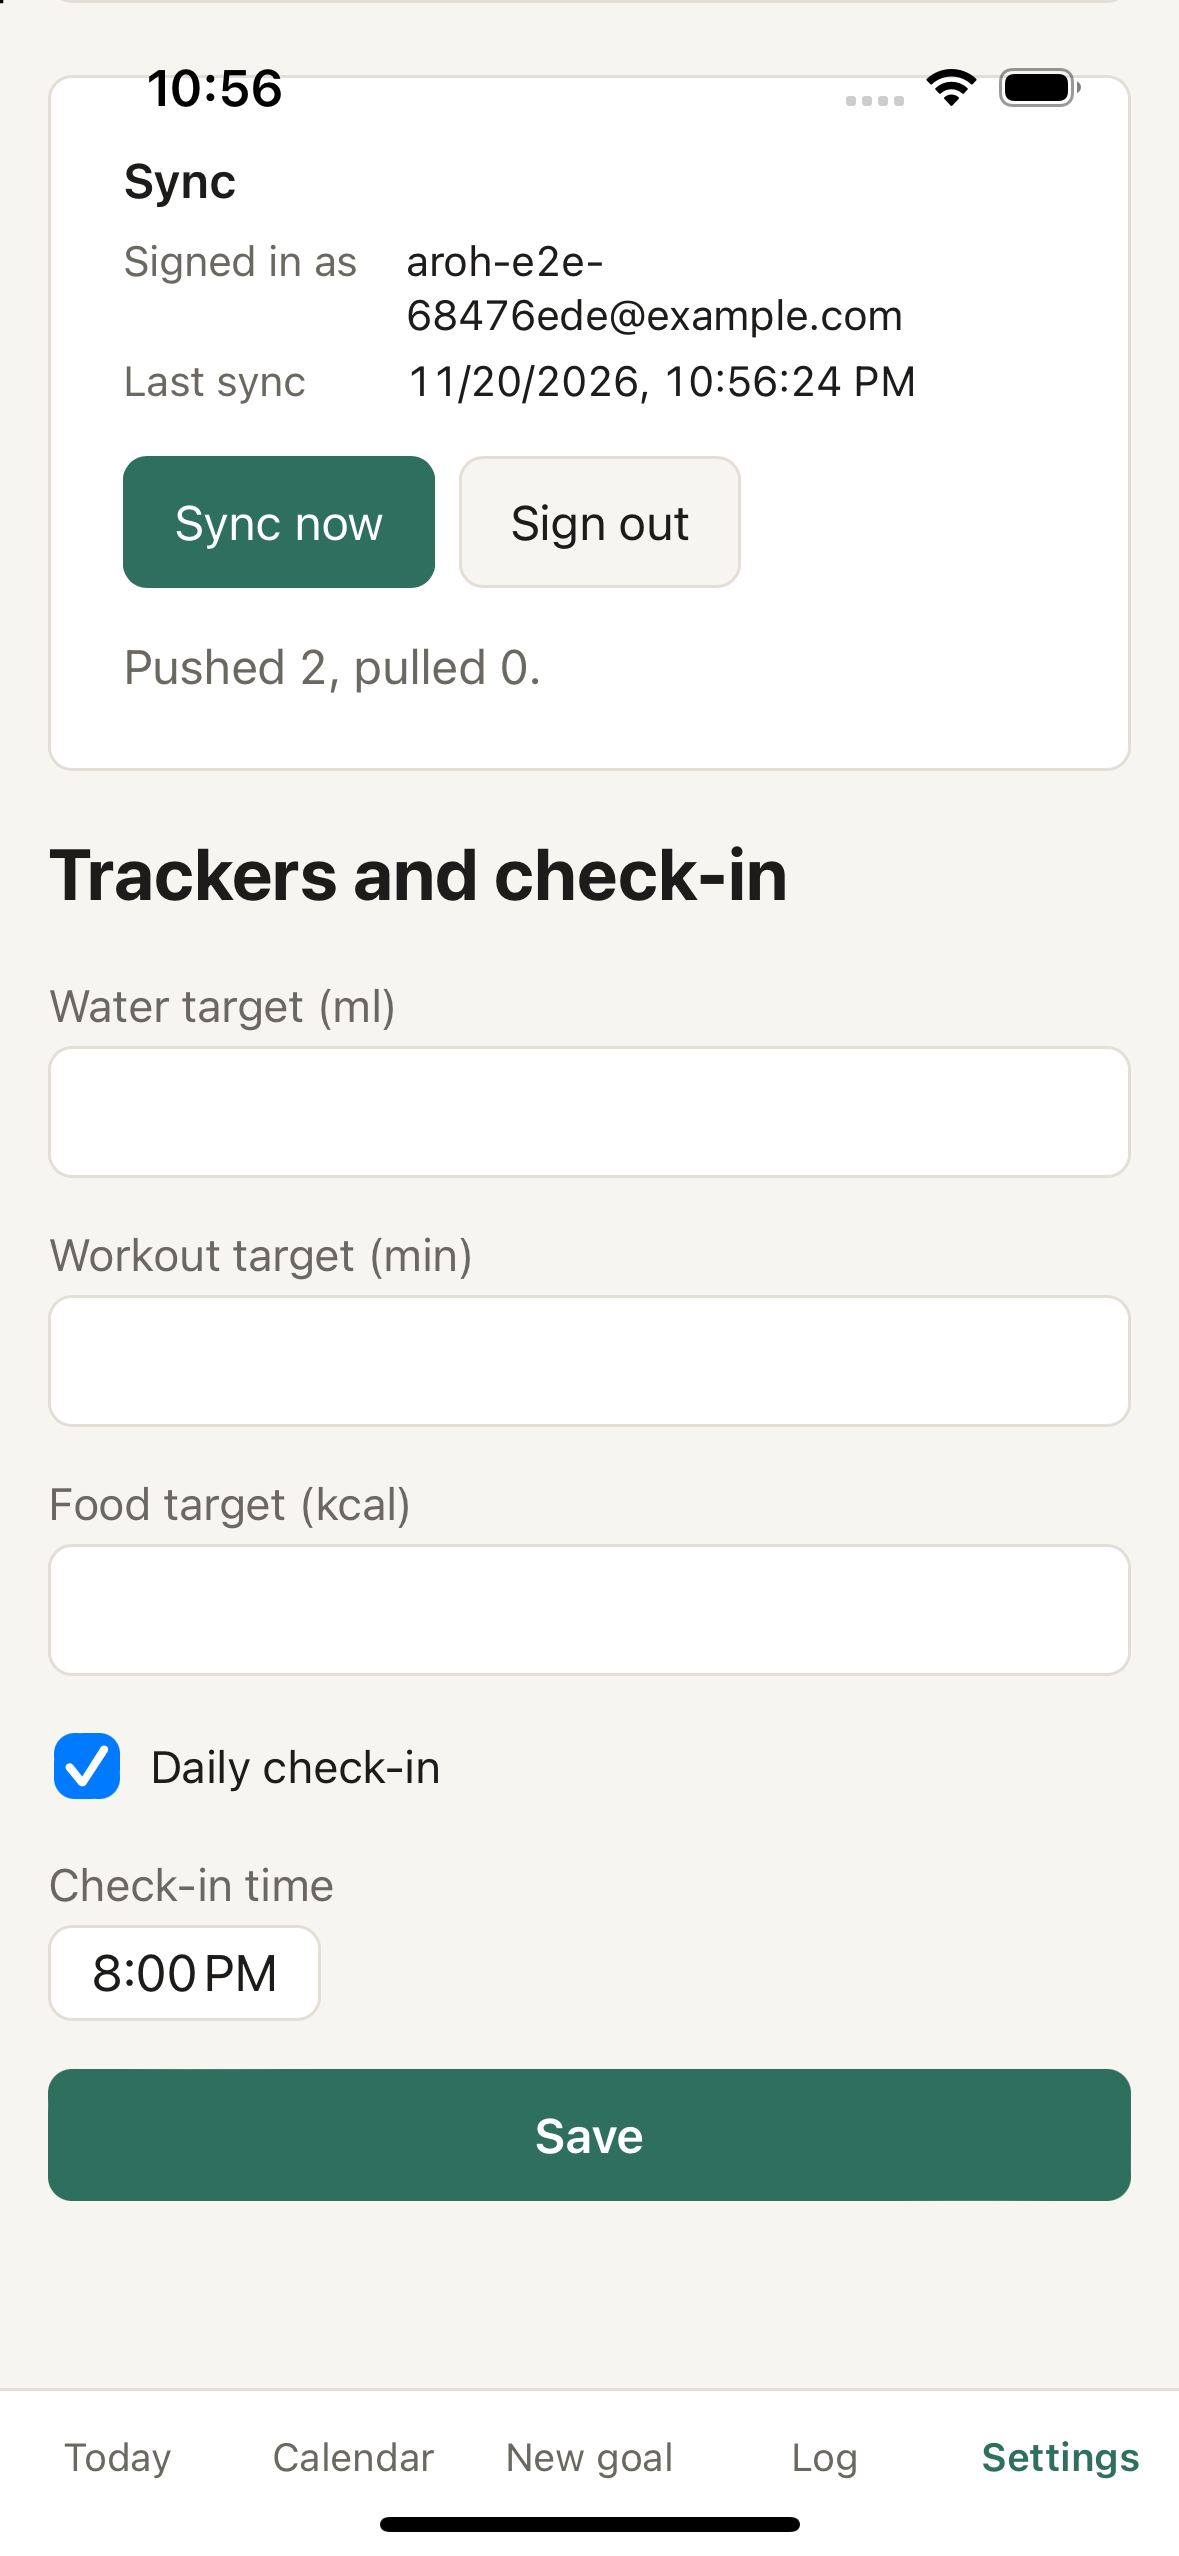 10:56
Sync
Signed in as aroh-e2e-
68476ede@example.com
Last sync 11/20/2026, 10:56:24 PM
Sync now Sign out
Pushed 2, pulled 0.
Trackers and check-in
Water target (ml)
Workout target (min)
Food target (kcal)
Daily check-in
Check-in time
8:00 PM
Save
Today Calendar New goal Log Settings